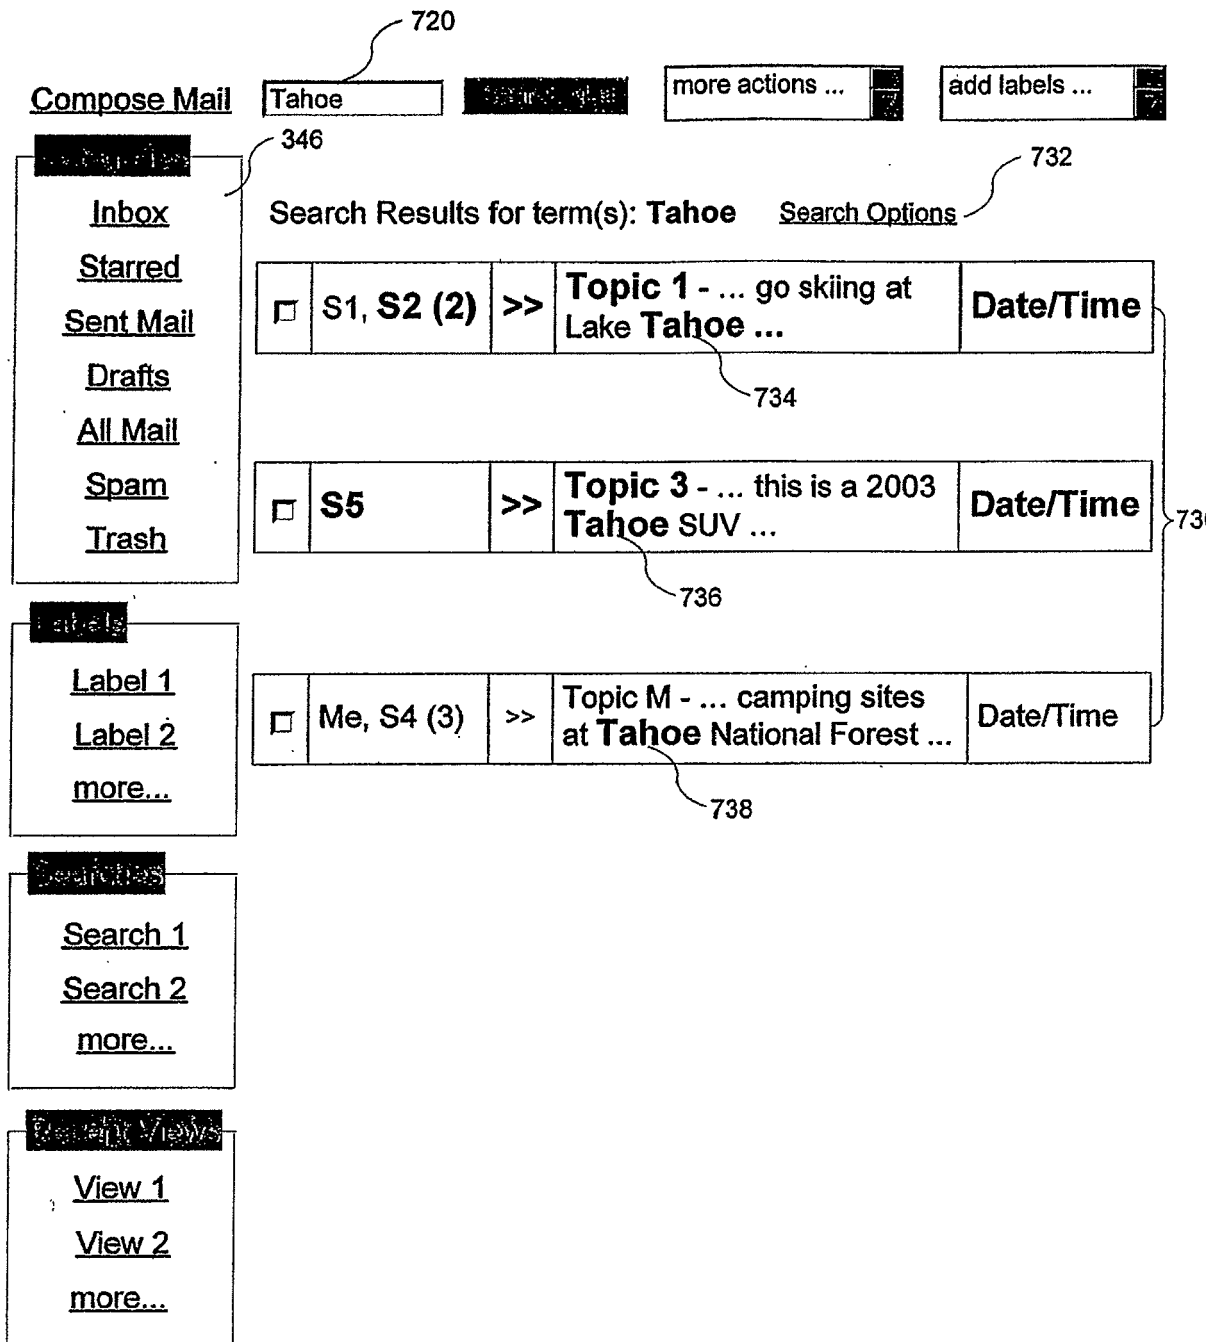 720
Compose Mail Tahoe more actions ... add labels ...
346
732
Inbox
Search Results for term(s): Tahoe Search Options
Starred
Sent Mail
Drafts
All Mail
Spam
Trash
S1, S2 (2) >> Topic 1 - ... go skiing at
Lake Tahoe ...
Date/Time
734
S5 >> Topic 3 - ... this is a 2003
Tahoe SUV ...
Date/Time
736
Labels
Label 1
Label 2
more...
Me, S4 (3) >> Topic M - ... camping sites
at Tahoe National Forest ...
Date/Time
738
Searches
Search 1
Search 2
more...
Recent Views
View 1
View 2
more...